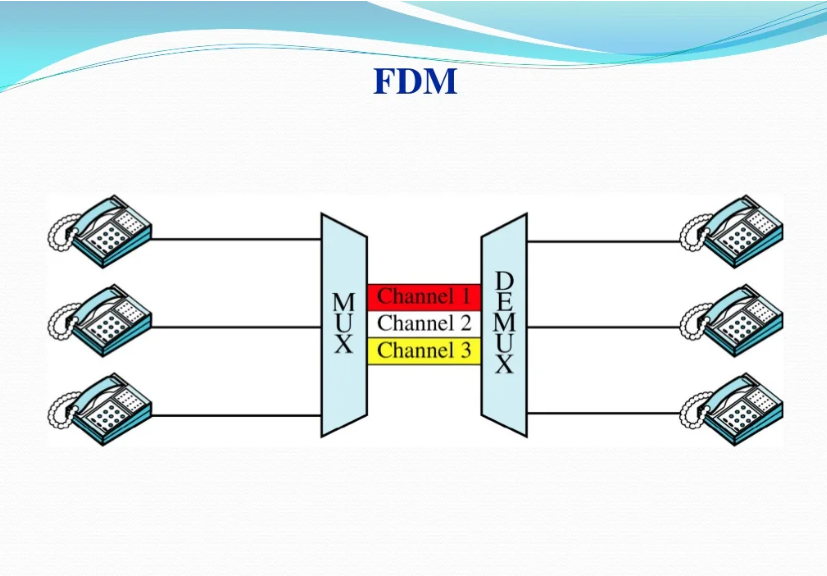 FDM
MUX
Channel 1
Channel 2
Channel 3
DEMUX